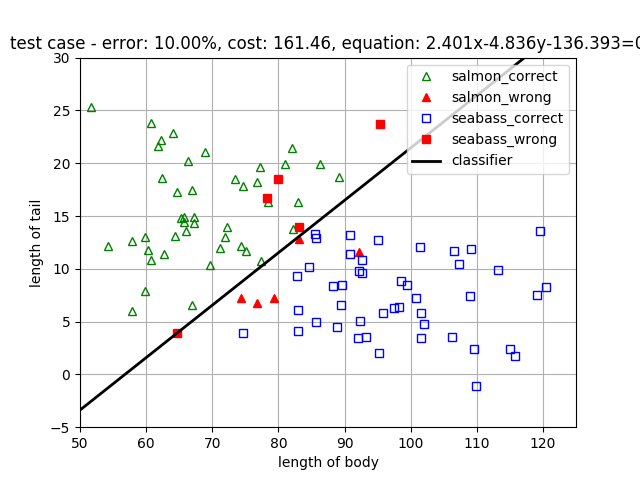 test case - error: 10.00%, cost: 161.46, equation: 2.401x-4.836y-136.393=0
30
25
20
15
10
5
0
−5
length of tail
salmon_correct
salmon_wrong
seabass_correct
seabass_wrong
classifier
50 60 70 80 90 100 110 120
length of body